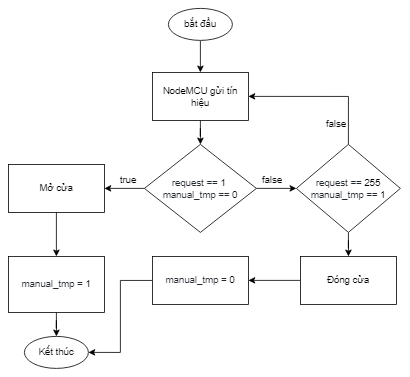 bắt đầu
NodeMCU gửi tín
hiệu
false
true
request == 1
manual_tmp == 0
false
request == 255
manual_tmp == 1
Mở cửa
manual_tmp = 1
manual_tmp = 0
Đóng cửa
Kết thúc